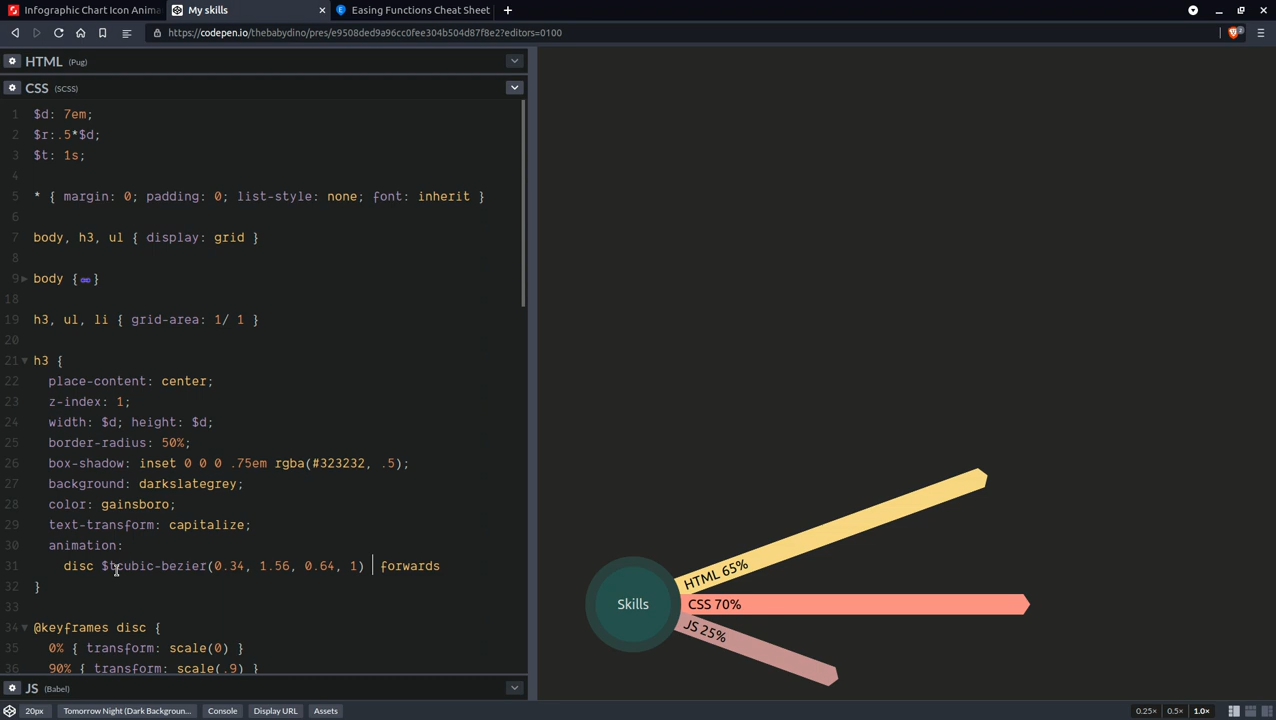 Infographic Chart Icon Anima
My skills
Easing Functions Cheat Sheet
https://codepen.io/thebabydino/pres/e9508ded9a96cc0fee304b504d87f8e2?editors=0100
2
HTML (Pug)
CSS (SCSS)
1 $d: 7em;
2 $r:.5*$d;
3 $t: 1s;
4
5 * { margin: 0; padding: 0; list-style: none; font: inherit }
6
7 body, h3, ul { display: grid }
8
9 body {↔}
18
19 h3, ul, li { grid-area: 1/ 1 }
20
21 h3 {
22 place-content: center;
23 z-index: 1;
24 width: $d; height: $d;
25 border-radius: 50%;
26 box-shadow: inset 0 0 0 .75em rgba(#323232, .5);
27 background: darkslategrey;
28 color: gainsboro;
29 text-transform: capitalize;
30 animation:
31 disc $tcubic-bezier(0.34, 1.56, 0.64, 1) forwards
32 }
33
34 @keyframes disc {
35 0% { transform: scale(0) }
36 90% { transform: scale(.9) }
JS (Babel)
HTML 65%
Skills
CSS 70%
JS 25%
20px
Tomorrow Night (Dark Backgroun...
Console
Display URL
Assets
0.25×
0.5×
1.0×